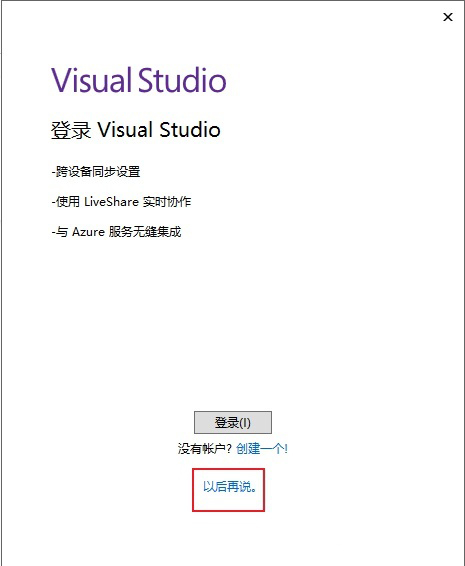 Visual Studio
登录 Visual Studio
-跨设备同步设置
-使用 LiveShare 实时协作
-与 Azure 服务无缝集成
登录(I)
没有帐户? 创建一个!
以后再说。